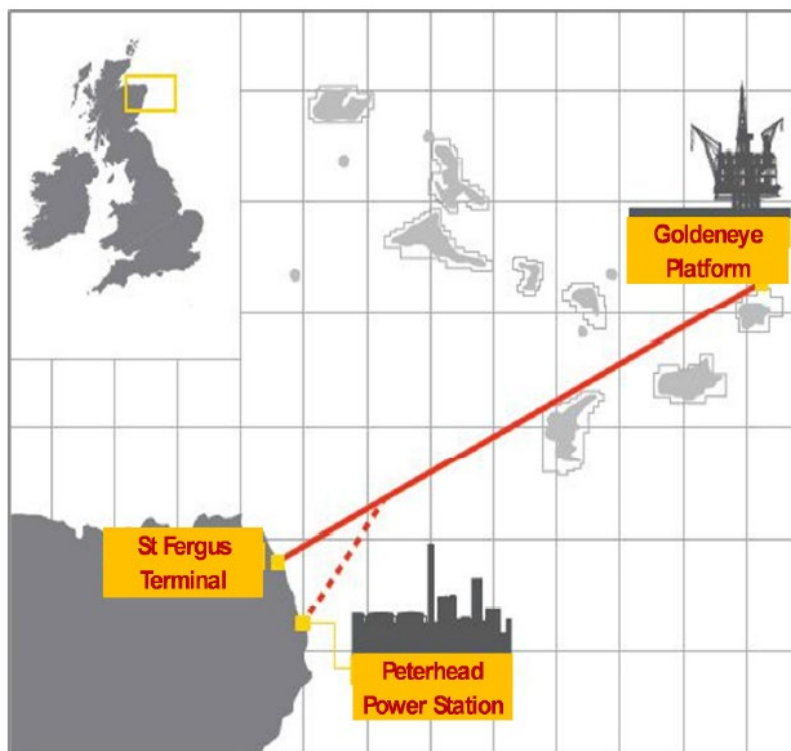 Goldeneye
Platform
St Fergus
Terminal
Peterhead
Power Station